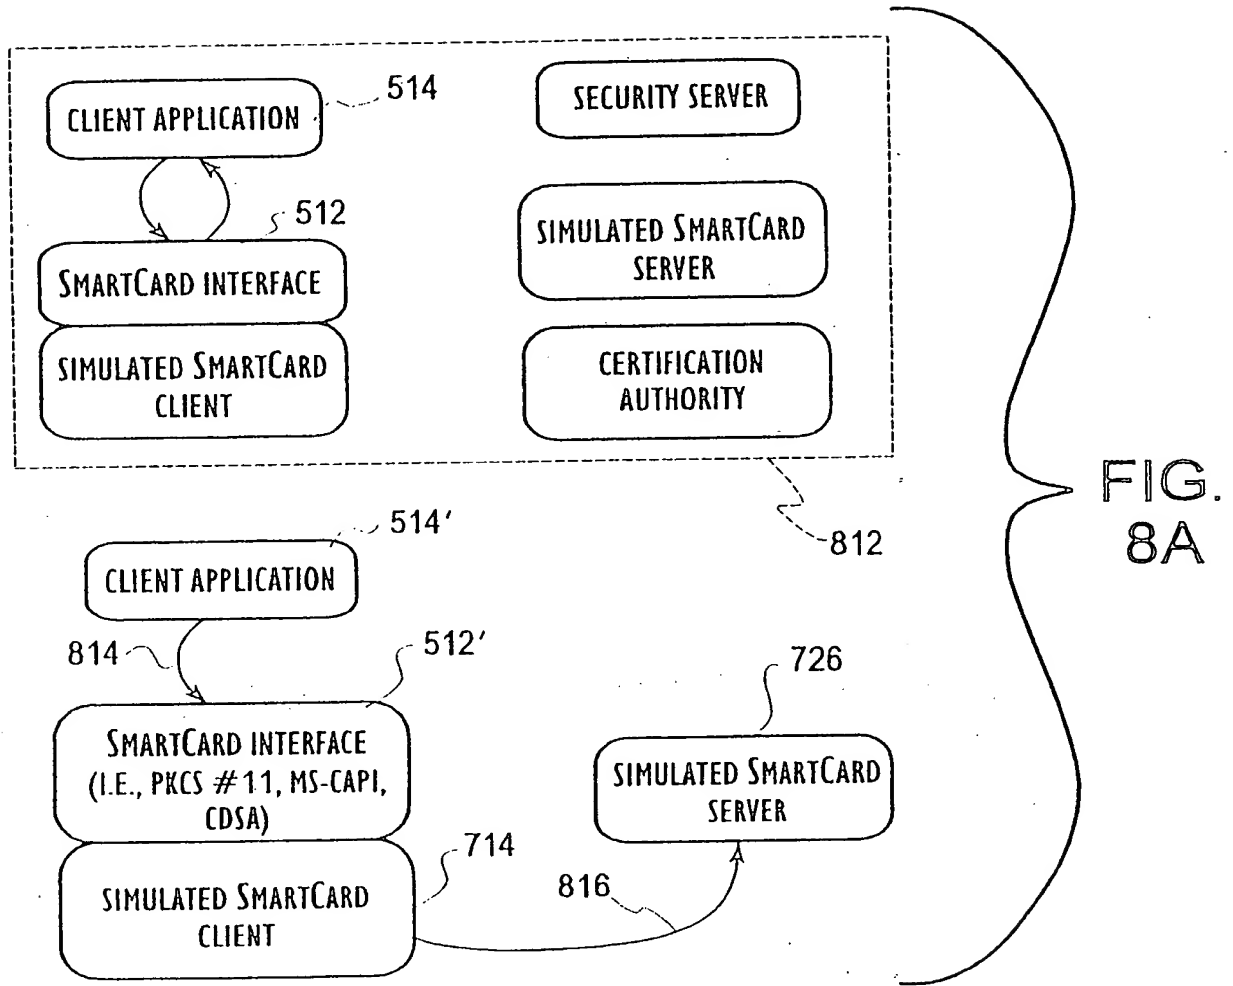 CLIENT APPLICATION
514
SECURITY SERVER
512
SMARTCARD INTERFACE
SIMULATED SMARTCARD
CLIENT
SIMULATED SMARTCARD
SERVER
CERTIFICATION
AUTHORITY
812
FIG.
8A
514'
CLIENT APPLICATION
814
512'
SMARTCARD INTERFACE
(I.E., PKCS #11, MS-CAPI,
CDSA)
714
SIMULATED SMARTCARD
CLIENT
726
SIMULATED SMARTCARD
SERVER
816